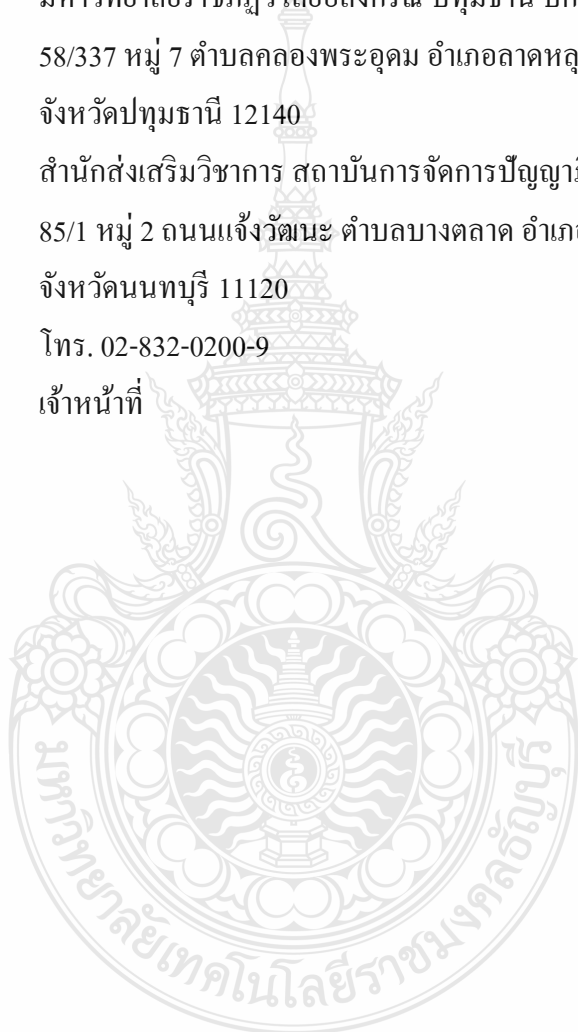 58/337 หมู่ 7 ตำบลคลองพระอุดม อำเภอลาดหลุ
จังหวัดปทุมธานี 12140
สำนักส่งเสริมวิชาการ สถาบันการจัดการปัญญา
85/1 หมู่ 2 ถนนแจ้งวัฒนะ ตำบลบางตลาด อำเภ
จังหวัดนนทบุรี 11120
โทร. 02-832-0200-9
เจ้าหน้าที่
มหาวิทยาลัยเทคโนโลยีราชมงคลธัญบุรี